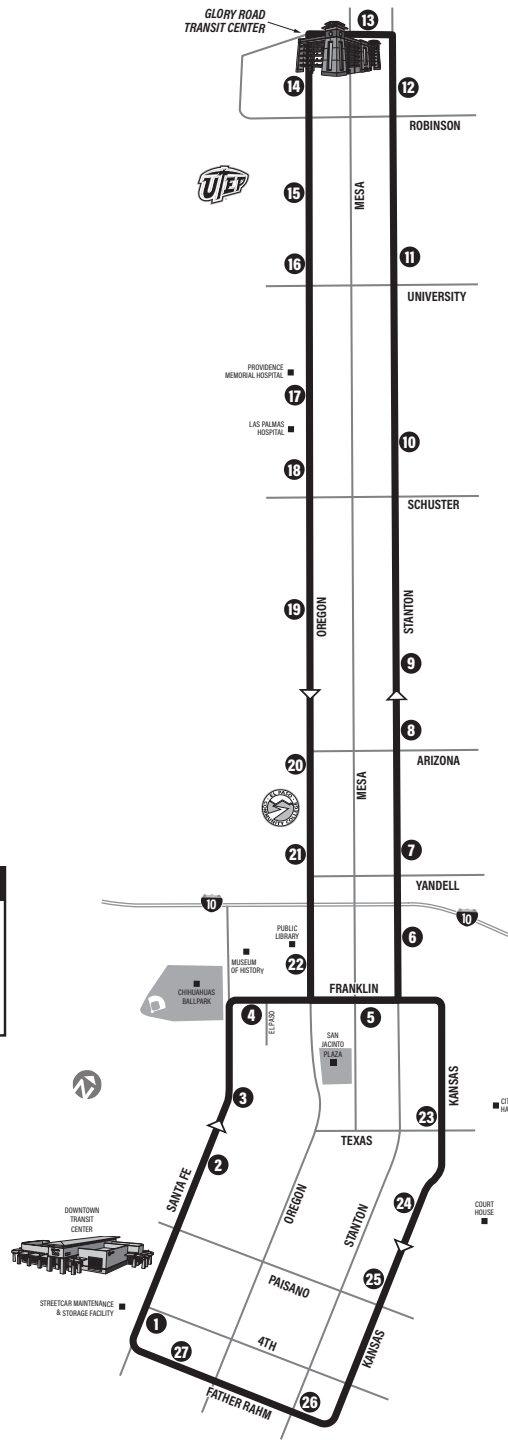 GLORY ROAD
TRANSIT CENTER
13
14
12
ROBINSON
UTEP
15
MESA
16
11
UNIVERSITY
PROVIDENCE
MEMORIAL HOSPITAL
17
LAS PALMAS
HOSPITAL
10
18
SCHUSTER
19
OREGON
STANTON
9
8
ARIZONA
20
EL PASO
COMMUNITY COLLEGE
MESA
21
7
YANDELL
10
10
PUBLIC
LIBRARY
6
MUSEUM
OF HISTORY
22
CHIHUAHUAS
BALLPARK
FRANKLIN
4
EL PASO
5
SAN
JACINTO
PLAZA
KANSAS
3
23
TEXAS
2
SANTA FE
OREGON
STANTON
24
COURT
HOUSE
DOWNTOWN
TRANSIT
CENTER
PAISANO
25
STREETCAR MAINTENANCE
& STORAGE FACILITY
1
4TH
KANSAS
27
FATHER RAHM
26